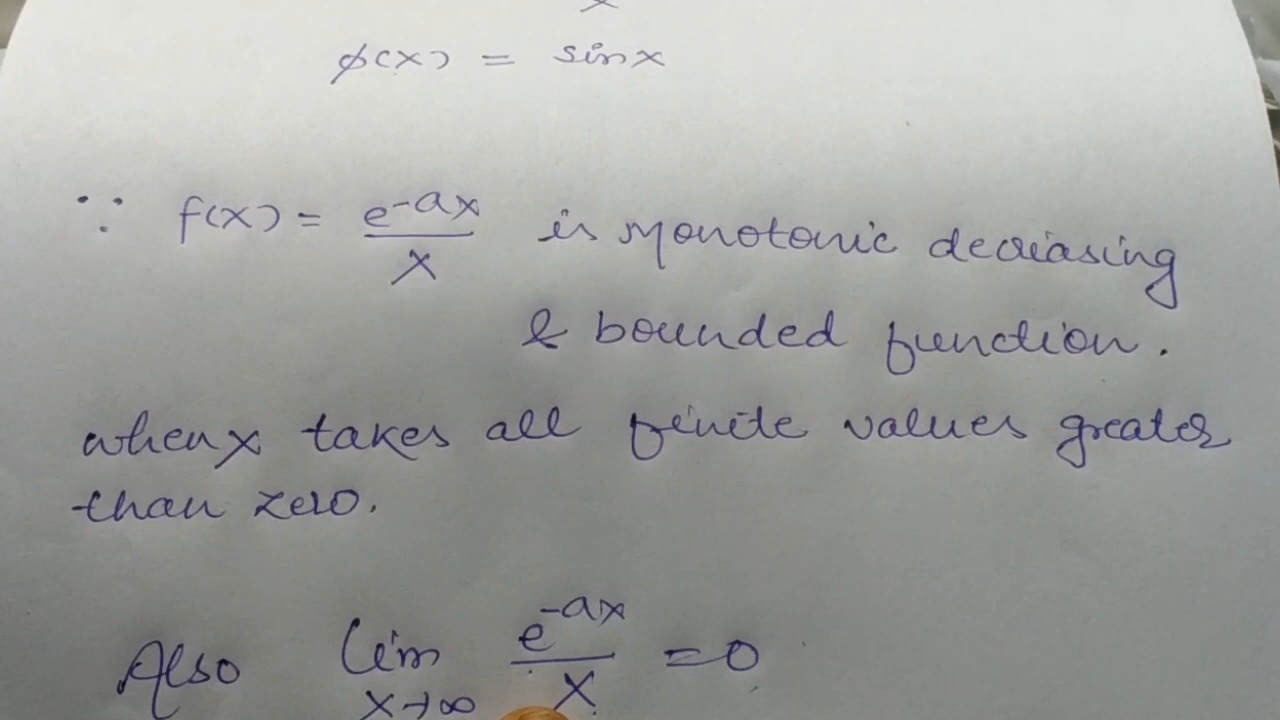 x
φ(x) = sinx
∵ f(x) = e^-ax / x is monotonic decreasing
& bounded function.
when x takes all finite values greater
than zero.
Also lim x→∞ e^-ax / x = 0